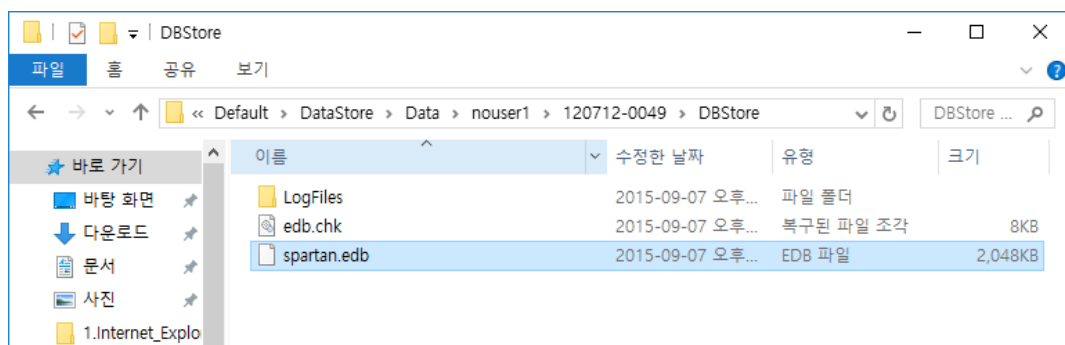 DBStore
파일 홈 공유 보기
« Default > DataStore > Data > nouser1 > 120712-0049 > DBStore DBStore ...
바로 가기 이름 수정한 날짜 유형 크기
바탕 화면 LogFiles 2015-09-07 오후... 파일 폴더
다운로드 edb.chk 2015-09-07 오후... 복구된 파일 조각 8KB
문서 spartan.edb 2015-09-07 오후... EDB 파일 2,048KB
사진
1.Internet_Explo